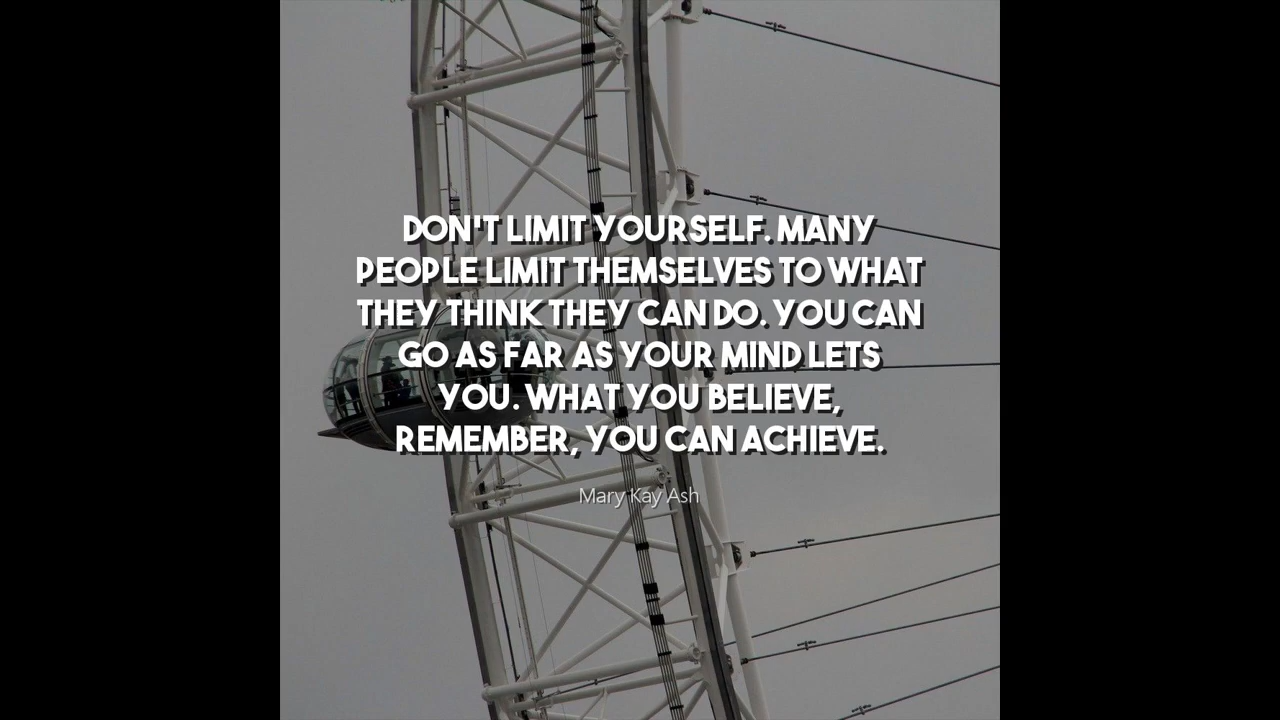 DON'T LIMIT YOURSELF. MANY
PEOPLE LIMIT THEMSELVES TO WHAT
THEY THINK THEY CAN DO. YOU CAN
GO AS FAR AS YOUR MIND LETS
YOU. WHAT YOU BELIEVE,
REMEMBER, YOU CAN ACHIEVE.
Mary Kay Ash